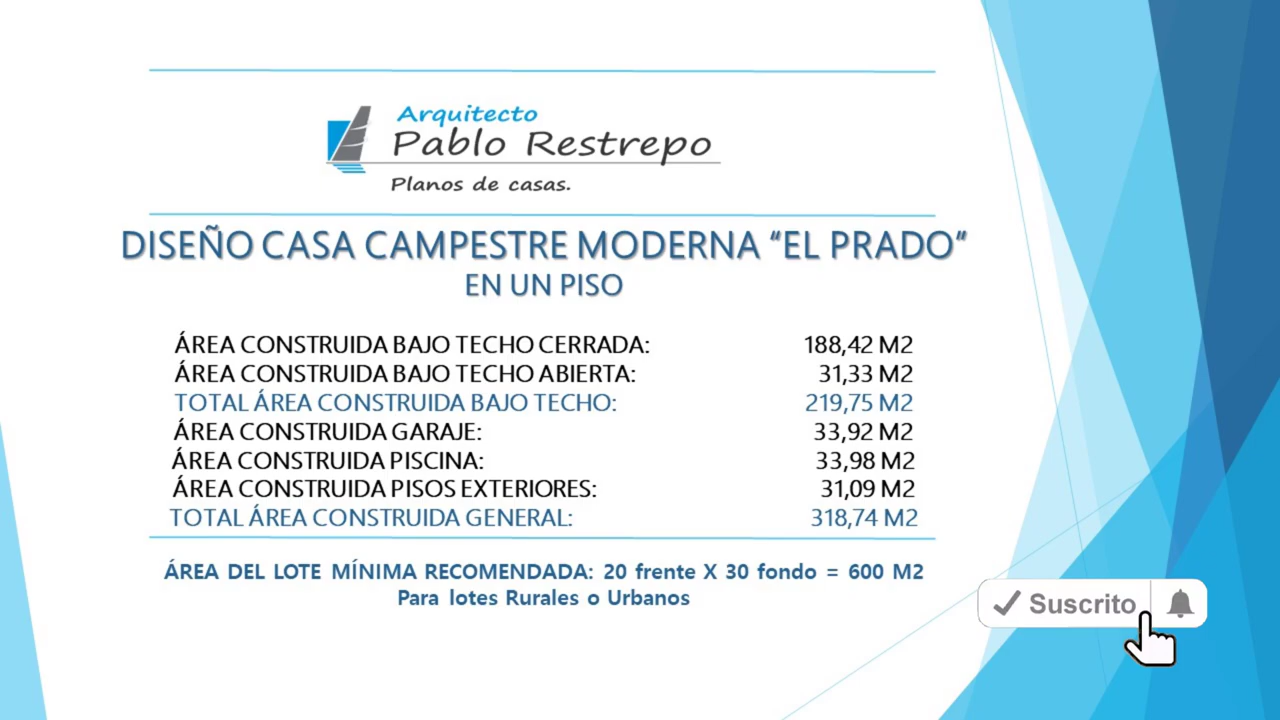 Arquitecto
Pablo Restrepo
Planos de casas.
DISEÑO CASA CAMPESTRE MODERNA “EL PRADO“
EN UN PISO
ÁREA CONSTRUIDA BAJO TECHO CERRADA: 188,42 M2
ÁREA CONSTRUIDA BAJO TECHO ABIERTA: 31,33 M2
TOTAL ÁREA CONSTRUIDA BAJO TECHO: 219,75 M2
ÁREA CONSTRUIDA GARAJE: 33,92 M2
ÁREA CONSTRUIDA PISCINA: 33,98 M2
ÁREA CONSTRUIDA PISOS EXTERIORES: 31,09 M2
TOTAL ÁREA CONSTRUIDA GENERAL: 318,74 M2
ÁREA DEL LOTE MÍNIMA RECOMENDADA: 20 frente X 30 fondo = 600 M2
Para lotes Rurales o Urbanos
Suscrito